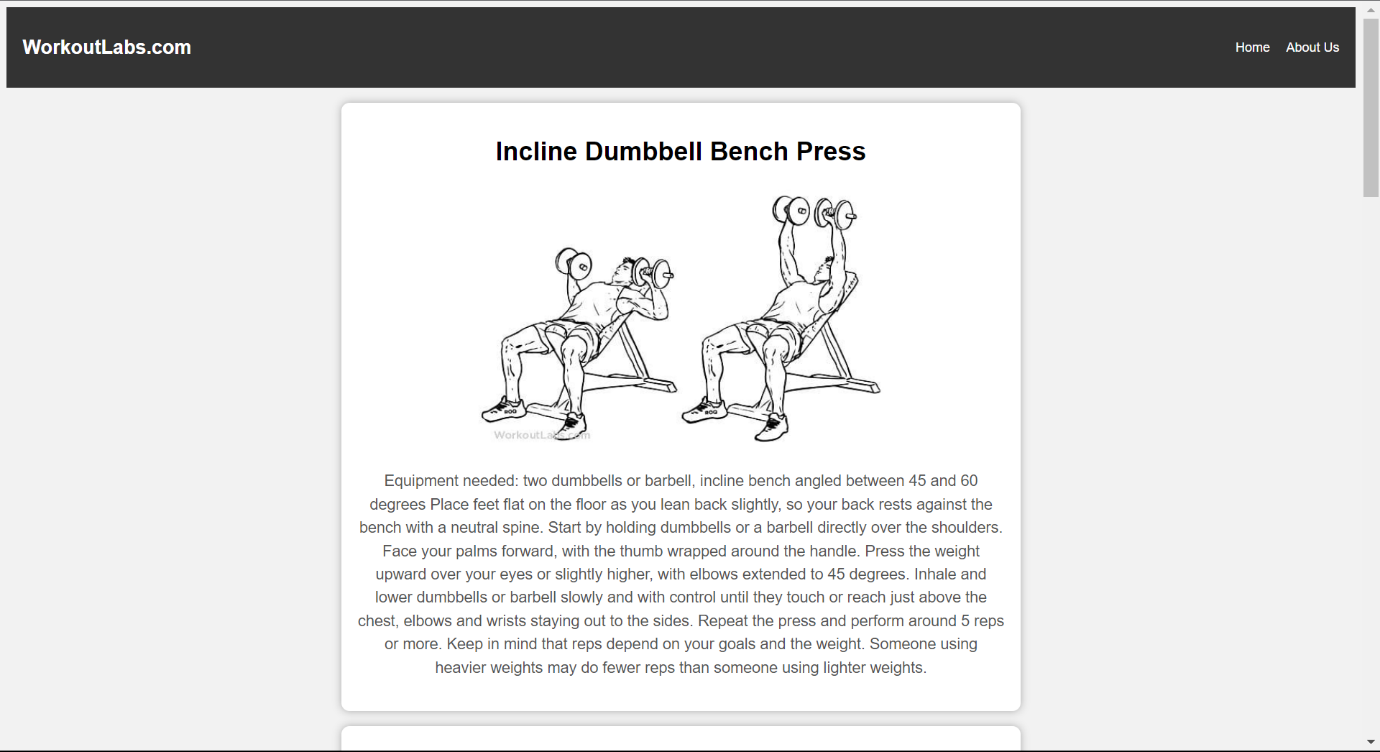 WorkoutLabs.com
Home About Us
Incline Dumbbell Bench Press
WorkoutLabs.com
Equipment needed: two dumbbells or barbell, incline bench angled between 45 and 60
degrees Place feet flat on the floor as you lean back slightly, so your back rests against the
bench with a neutral spine. Start by holding dumbbells or a barbell directly over the shoulders.
Face your palms forward, with the thumb wrapped around the handle. Press the weight
upward over your eyes or slightly higher, with elbows extended to 45 degrees. Inhale and
lower dumbbells or barbell slowly and with control until they touch or reach just above the
chest, elbows and wrists staying out to the sides. Repeat the press and perform around 5 reps
or more. Keep in mind that reps depend on your goals and the weight. Someone using
heavier weights may do fewer reps than someone using lighter weights.